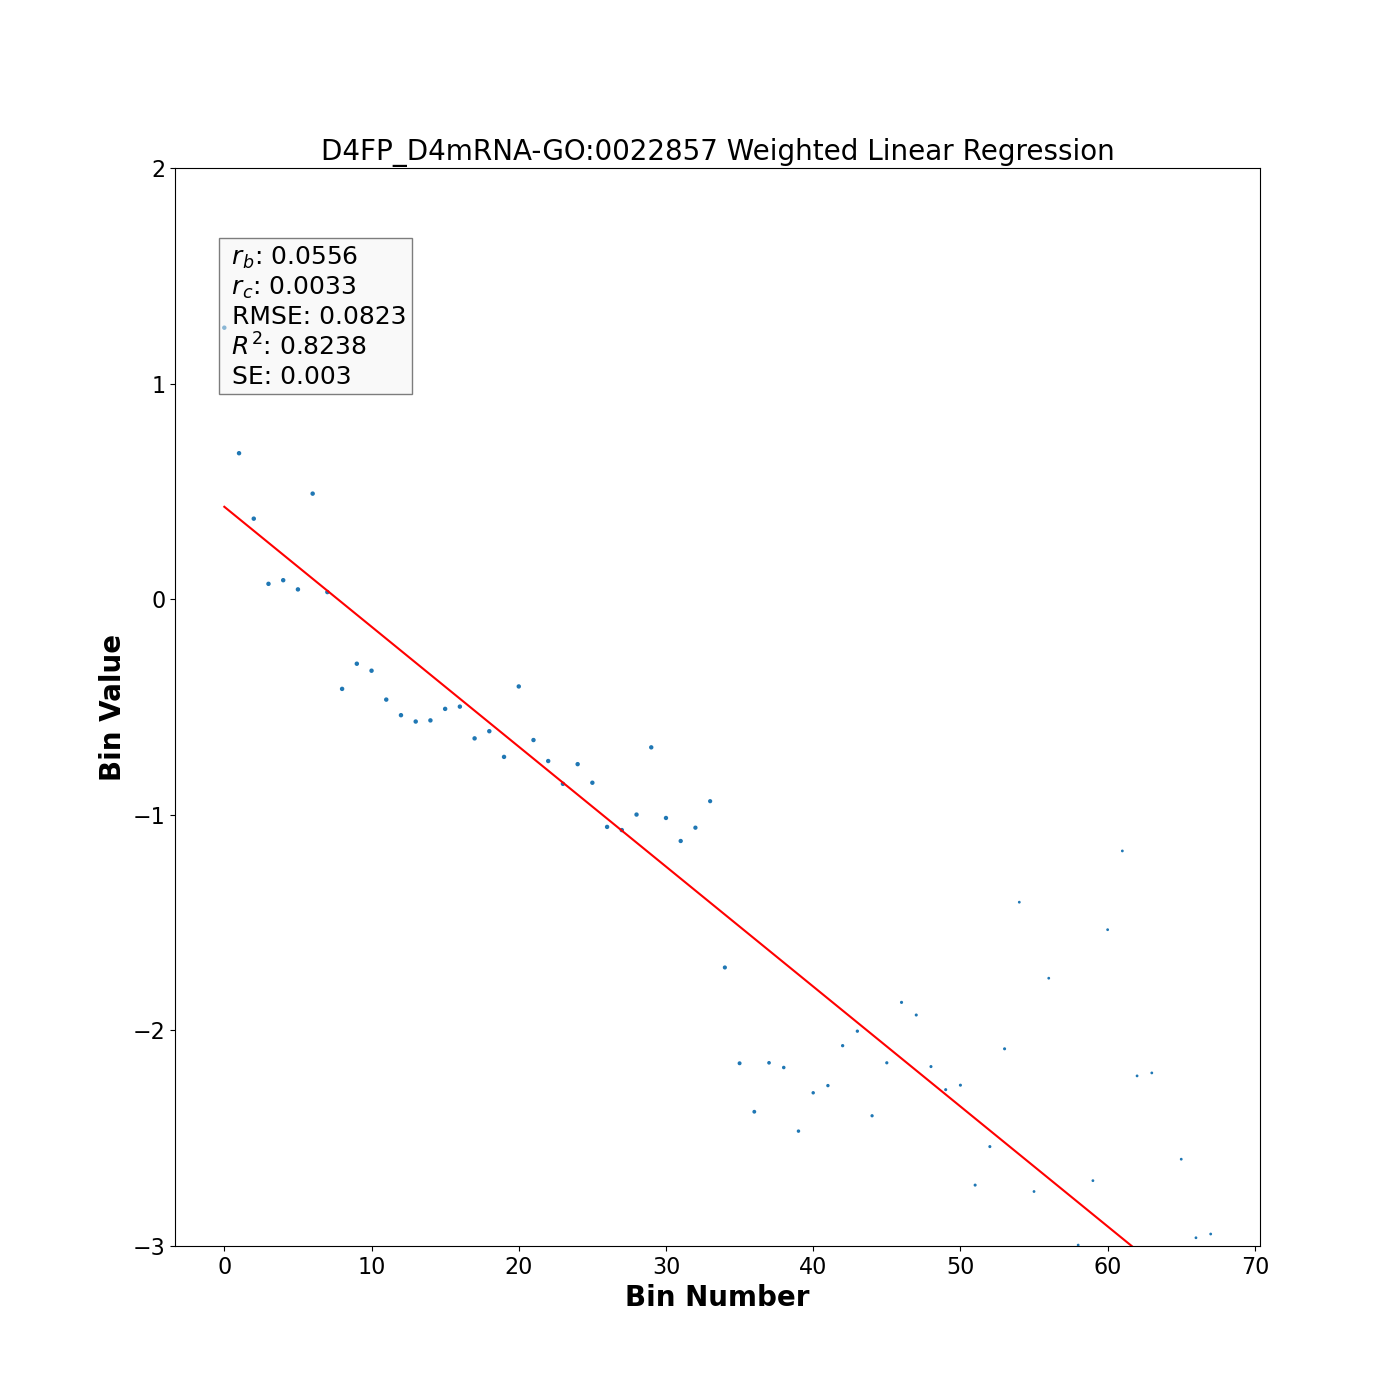 D4FP_D4mRNA-GO:0022857 Weighted Linear Regression
2
r_b: 0.0556
r_c: 0.0033
RMSE: 0.0823
R²: 0.8238
SE: 0.003
1
0
−1
−2
−3
Bin Value
0 10 20 30 40 50 60 70
Bin Number